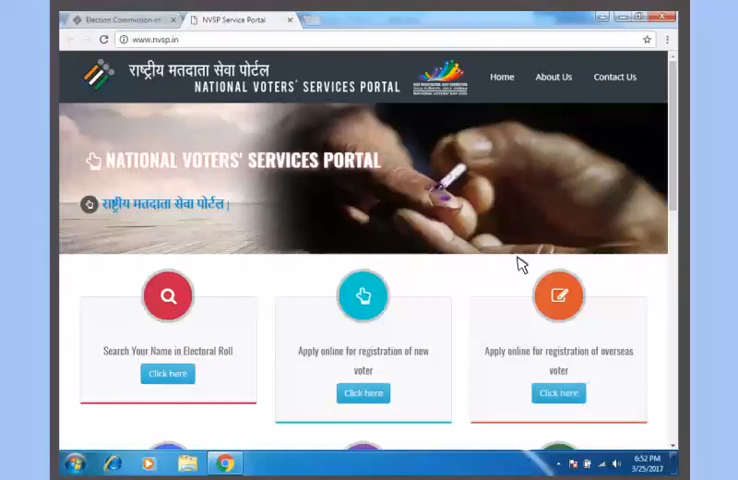 Election Commission of
NVSP Service Portal
www.nvsp.in
राष्ट्रीय मतदाता सेवा पोर्टल
NATIONAL VOTERS' SERVICES PORTAL
Home
About Us
Contact Us
NATIONAL VOTERS' SERVICES PORTAL
राष्ट्रीय मतदाता सेवा पोर्टल|
Search Your Name in Electoral Roll
Click here
Apply online for registration of new
voter
Click here
Apply online for registration of overseas
voter
Click here
6:52 PM
3/25/2017